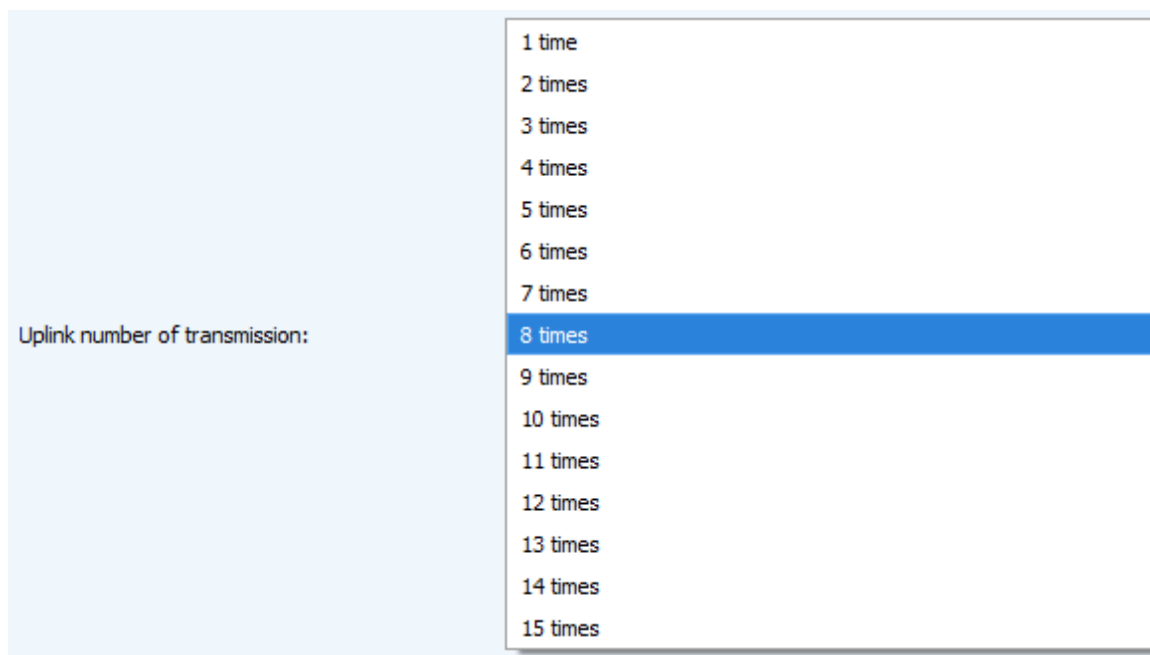 1 time
2 times
3 times
4 times
5 times
6 times
7 times
Uplink number of transmission: 8 times
9 times
10 times
11 times
12 times
13 times
14 times
15 times